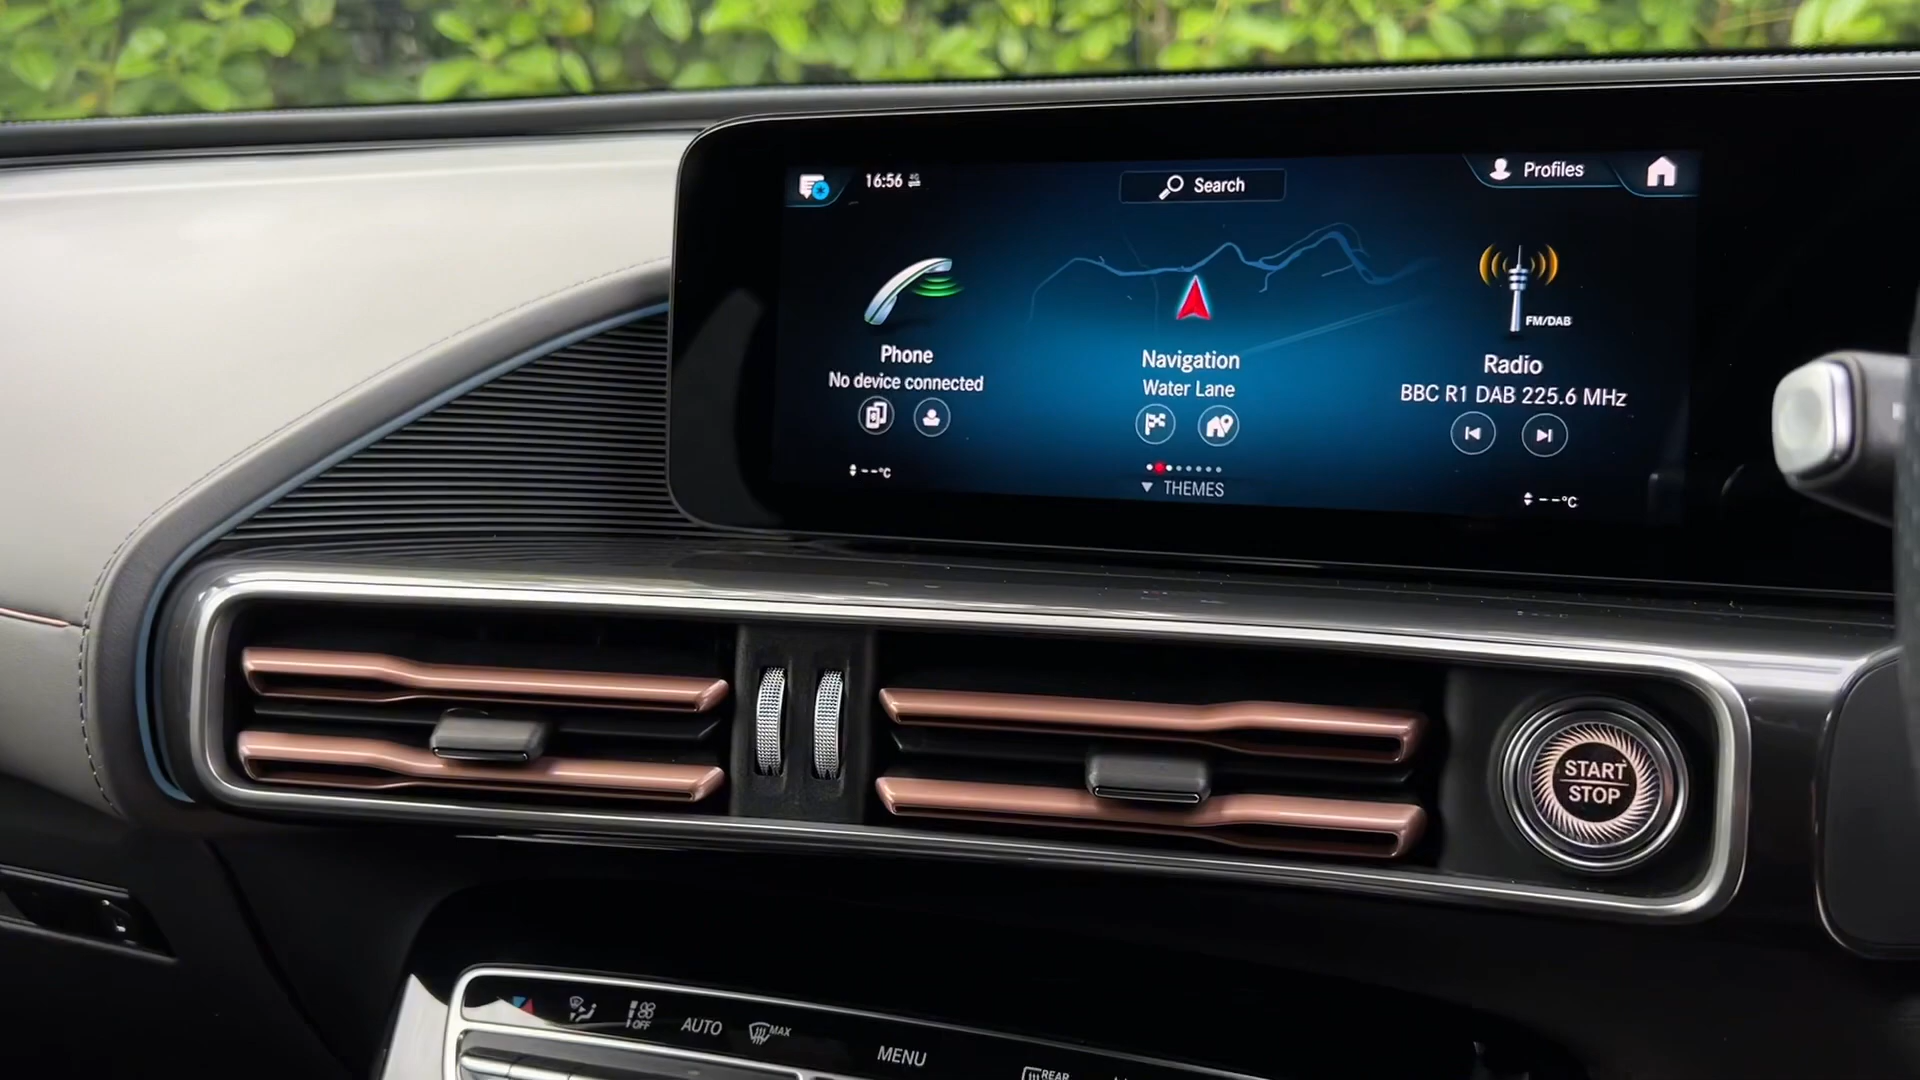 16:56 4G
Search
Profiles
FM/DAB
Phone
No device connected
Navigation
Water Lane
Radio
BBC R1 DAB 225.6 MHz
--°C
THEMES
--°C
START
STOP
OFF
AUTO
MAX
MENU
REAR